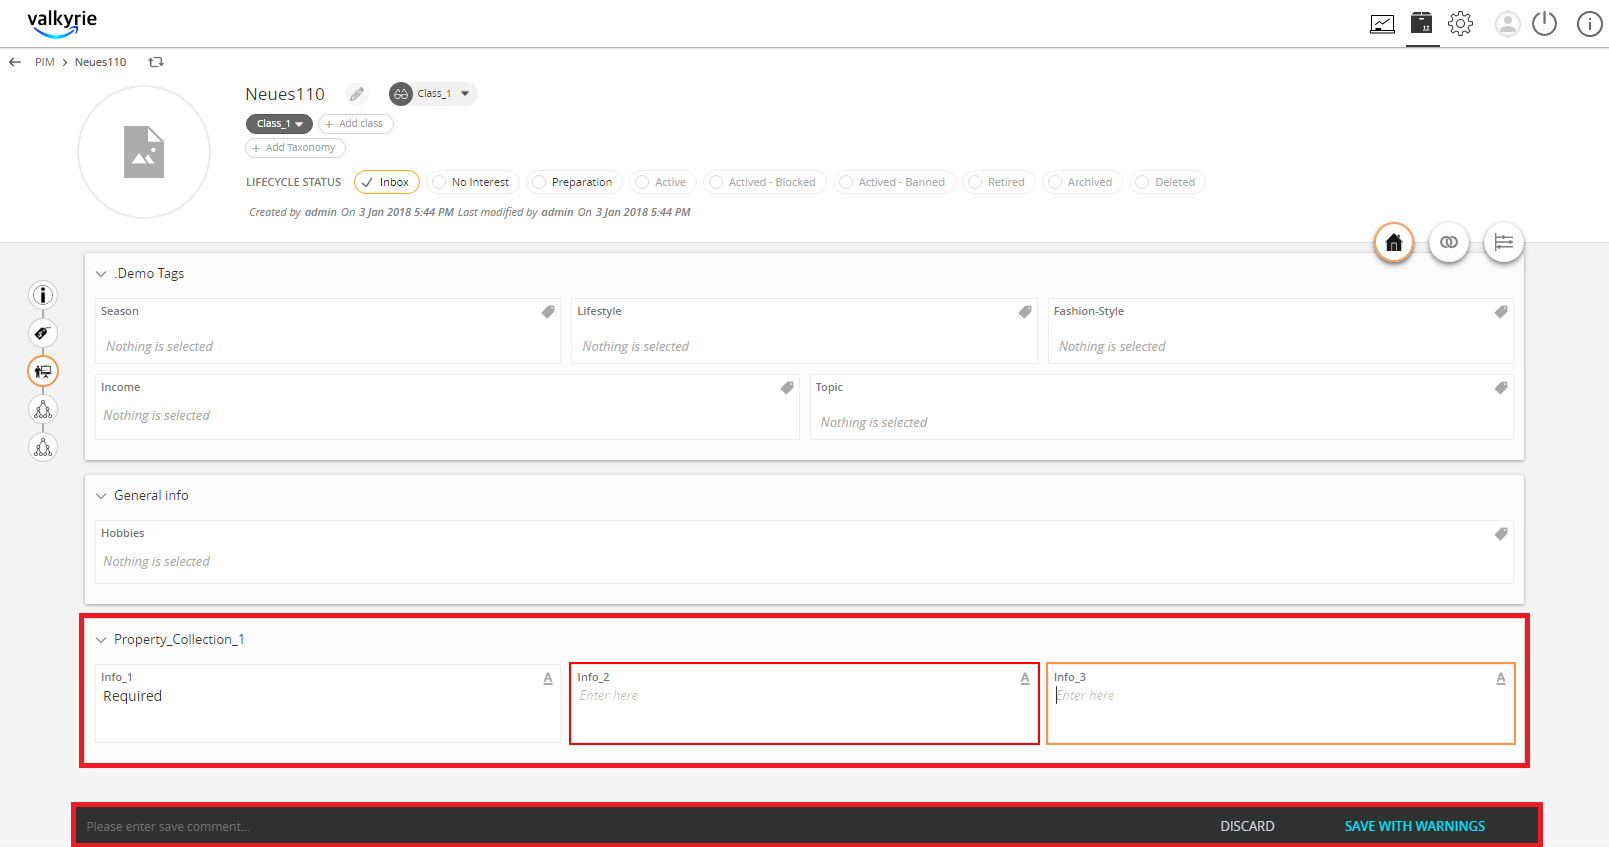 valkyrie
PIM > Neues110
Neues110
Class_1
Class_1
+ Add class
+ Add Taxonomy
LIFECYCLE STATUS Inbox No Interest Preparation Active Actived - Blocked Actived - Banned Retired Archived Deleted
Created by admin On 3 Jan 2018 5:44 PM Last modified by admin On 3 Jan 2018 5:44 PM
.Demo Tags
Season Lifestyle Fashion-Style
Nothing is selected Nothing is selected Nothing is selected
Income Topic
Nothing is selected Nothing is selected
General info
Hobbies
Nothing is selected
Property_Collection_1
Info_1 A Info_2 A Info_3 A
Required Enter here Enter here
Please enter save comment... DISCARD SAVE WITH WARNINGS